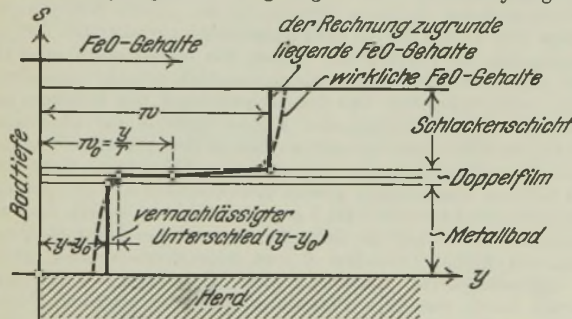 s
FeO-Gehalte
der Rechnung zugrunde
liegende FeO-Gehalte
wirkliche FeO-Gehalte
w
w₀ = y/r
Schlackenschicht
Badtiefe
Doppelfilm
vernachlässigter
Unterschied (y-y₀)
y-y₀
Metallbad
y
Herd